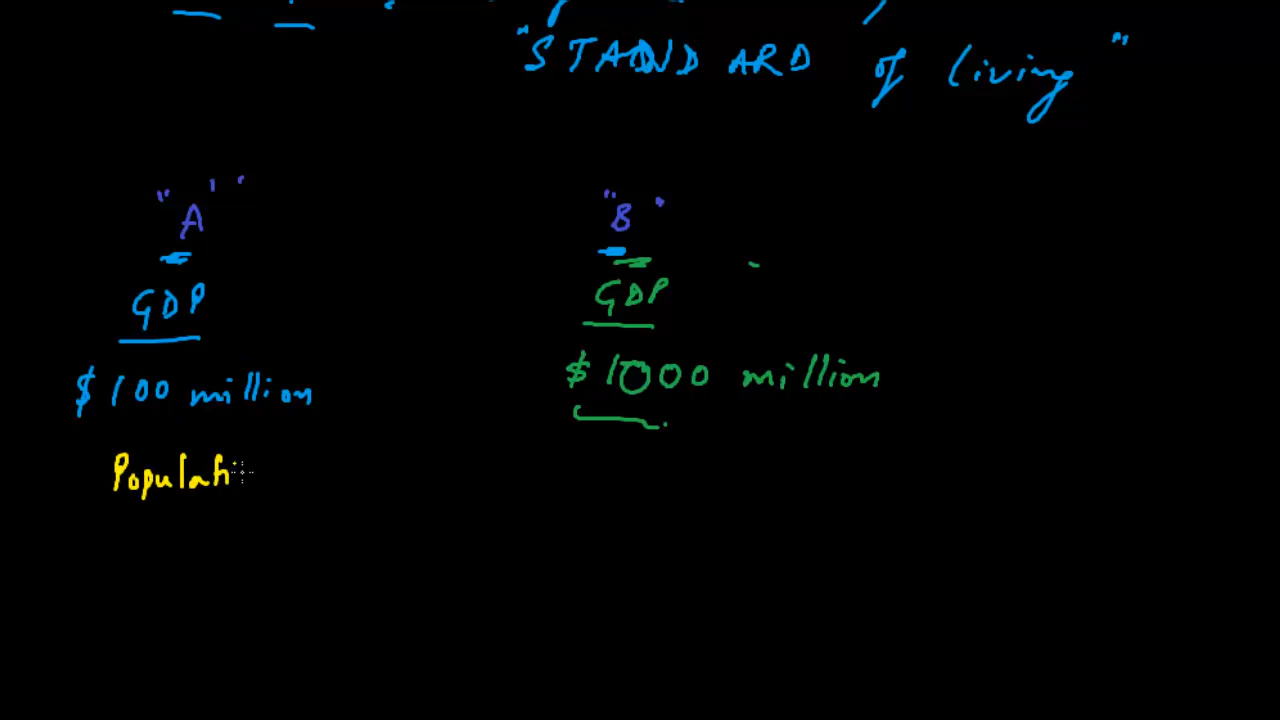 "STANDARD of living"
"A" "B"
GDP GDP
$100 million $1000 million
Populati